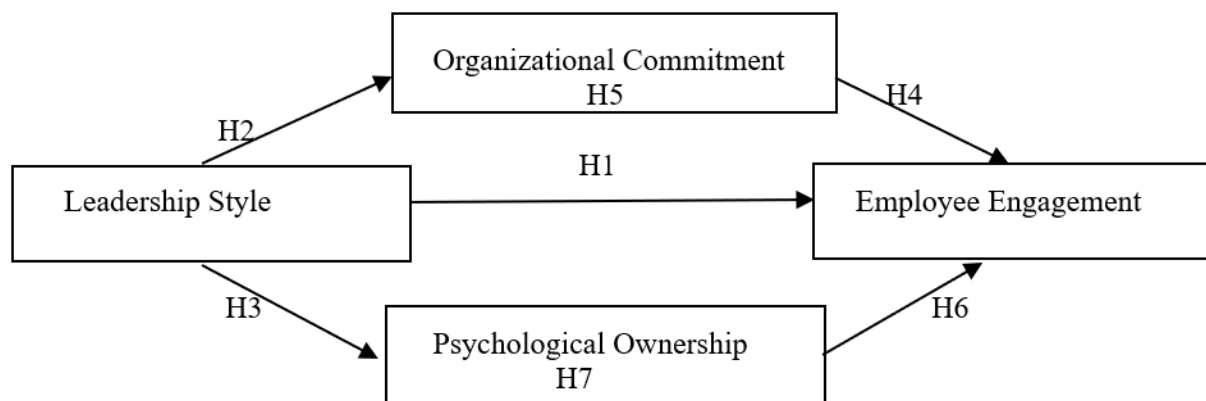 Organizational Commitment
H5
H4
H2
H1
Leadership Style
Employee Engagement
H3
H6
Psychological Ownership
H7